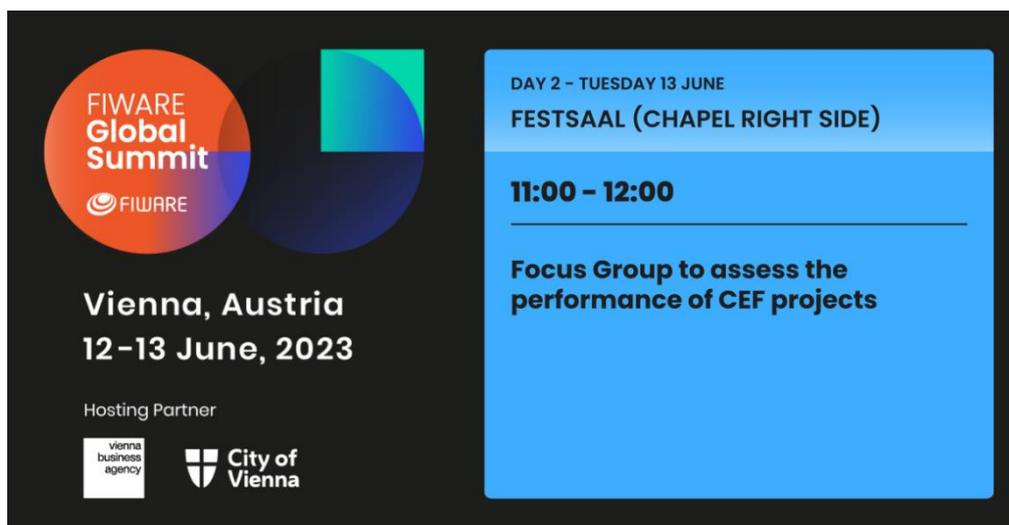 FIWARE
Global
Summit
FIWARE
Vienna, Austria
12-13 June, 2023
Hosting Partner
vienna
business
agency
City of
Vienna
DAY 2 - TUESDAY 13 JUNE
FESTSAAL (CHAPEL RIGHT SIDE)
11:00 - 12:00
Focus Group to assess the
performance of CEF projects